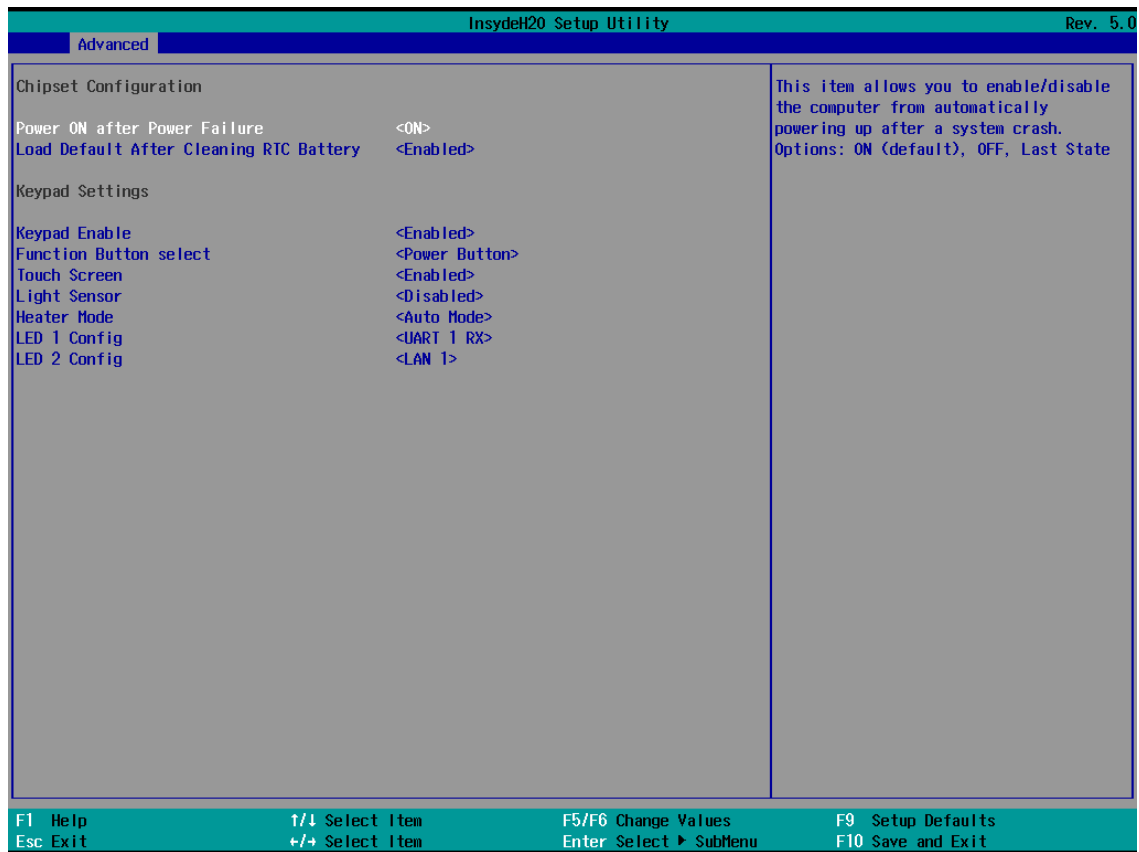 InsydeH2O Setup Utility Rev. 5.0
Advanced
Chipset Configuration
Power ON after Power Failure <ON>
Load Default After Cleaning RTC Battery <Enabled>
Keypad Settings
Keypad Enable <Enabled>
Function Button select <Power Button>
Touch Screen <Enabled>
Light Sensor <Disabled>
Heater Mode <Auto Mode>
LED 1 Config <UART 1 RX>
LED 2 Config <LAN 1>
This item allows you to enable/disable
the computer from automatically
powering up after a system crash.
Options: ON (default), OFF, Last State
F1 Help ↑/↓ Select Item F5/F6 Change Values F9 Setup Defaults
Esc Exit ←/→ Select Item Enter Select ▶ SubMenu F10 Save and Exit